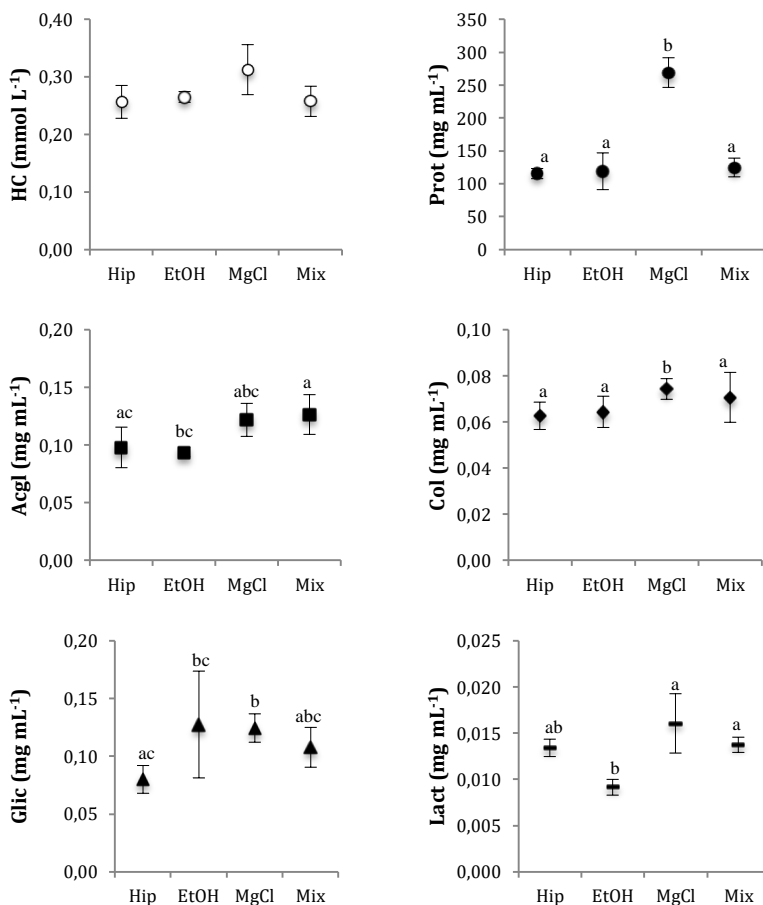 HC (mmol L⁻¹)
0,40
0,30
0,20
0,10
0,00
Hip EtOH MgCl Mix
Prot (mg mL⁻¹)
350
300
250
200
150
100
50
0
a a b a
Hip EtOH MgCl Mix
Acgl (mg mL⁻¹)
0,20
0,15
0,10
0,05
0,00
ac bc abc a
Hip EtOH MgCl Mix
Col (mg mL⁻¹)
0,10
0,08
0,06
0,04
0,02
0,00
a a b a
Hip EtOH MgCl Mix
Glic (mg mL⁻¹)
0,20
0,15
0,10
0,05
0,00
ac bc b abc
Hip EtOH MgCl Mix
Lact (mg mL⁻¹)
0,025
0,020
0,015
0,010
0,005
0,000
ab b a a
Hip EtOH MgCl Mix